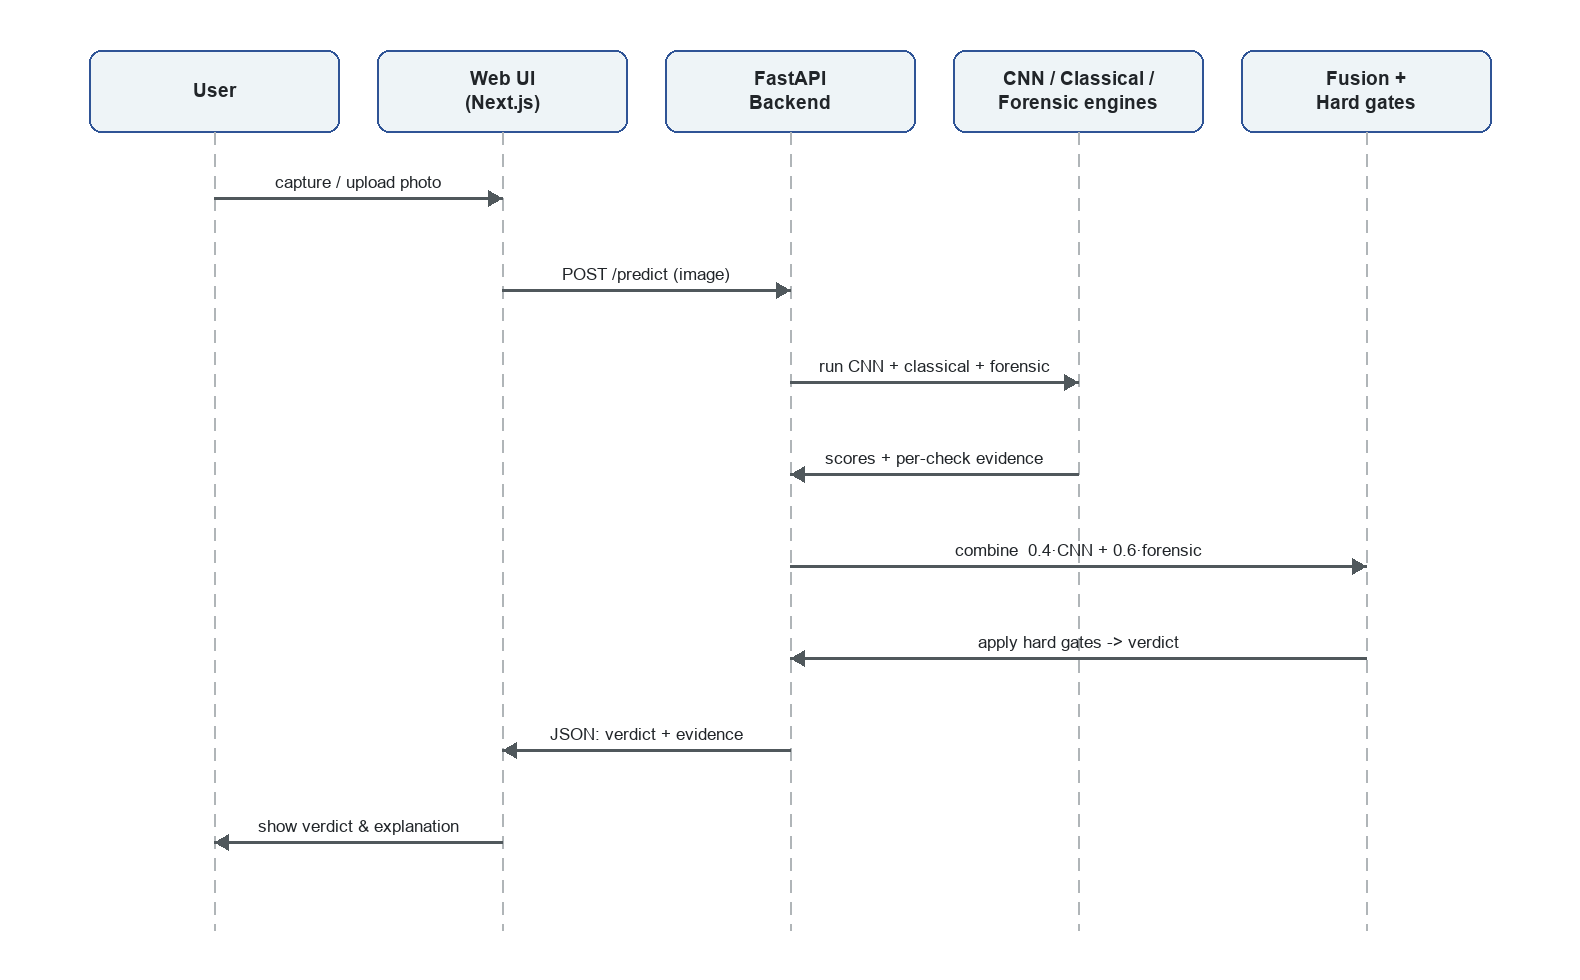 User
Web UI
(Next.js)
FastAPI
Backend
CNN / Classical /
Forensic engines
Fusion +
Hard gates
capture / upload photo
POST /predict (image)
run CNN + classical + forensic
scores + per-check evidence
combine  0.4·CNN + 0.6·forensic
apply hard gates -> verdict
JSON: verdict + evidence
show verdict & explanation